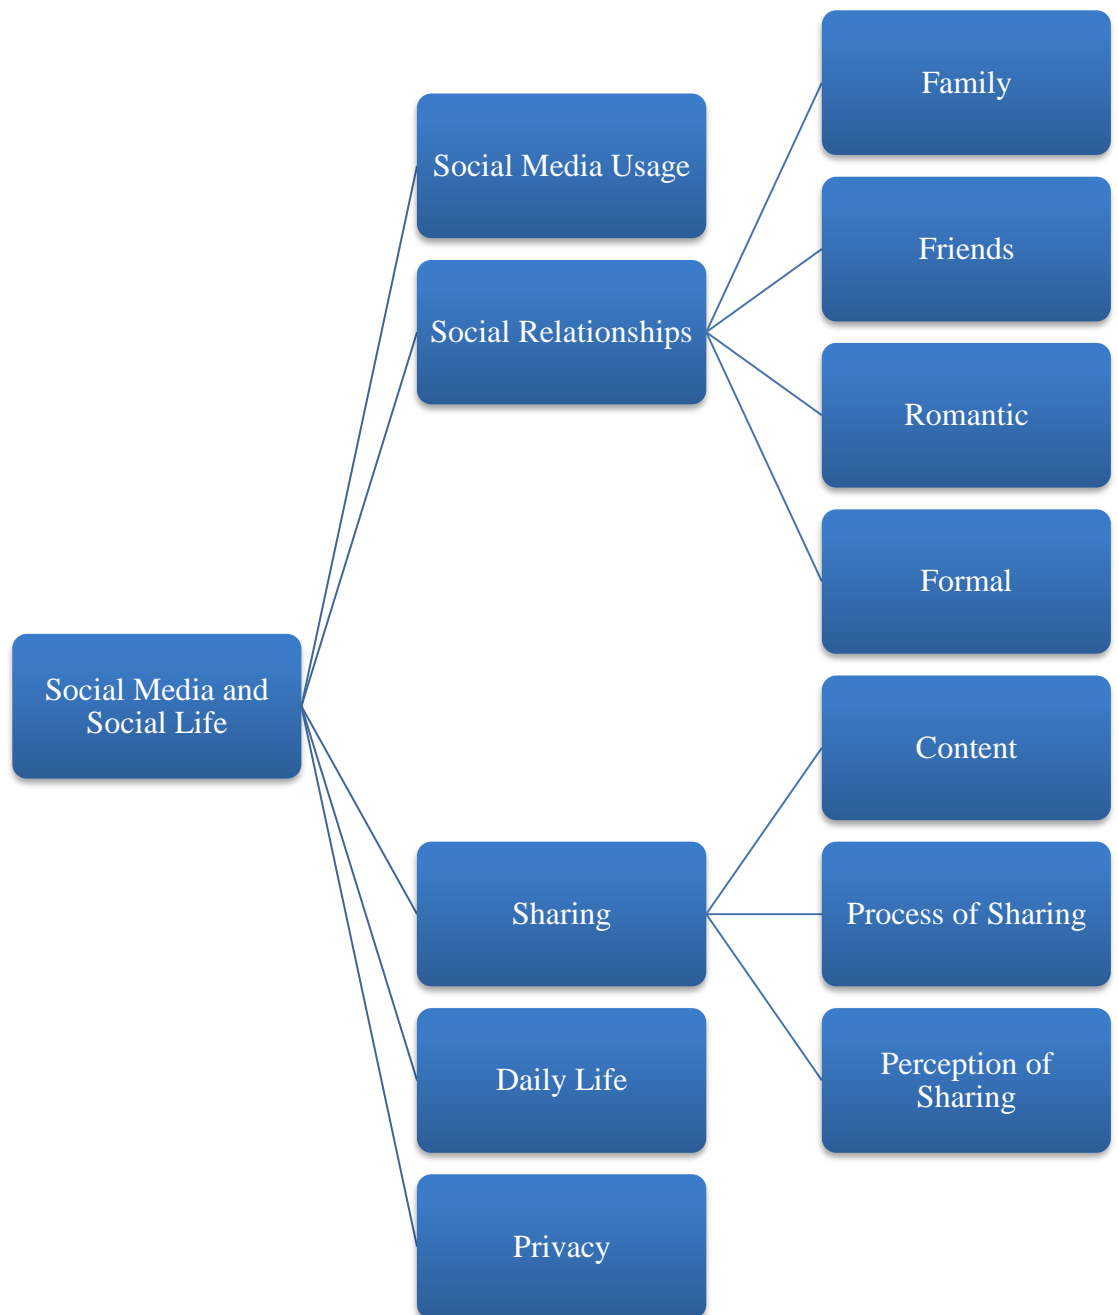 Social Media and
Social Life
Social Media Usage
Social Relationships
Family
Friends
Romantic
Formal
Sharing
Content
Process of Sharing
Perception of
Sharing
Daily Life
Privacy